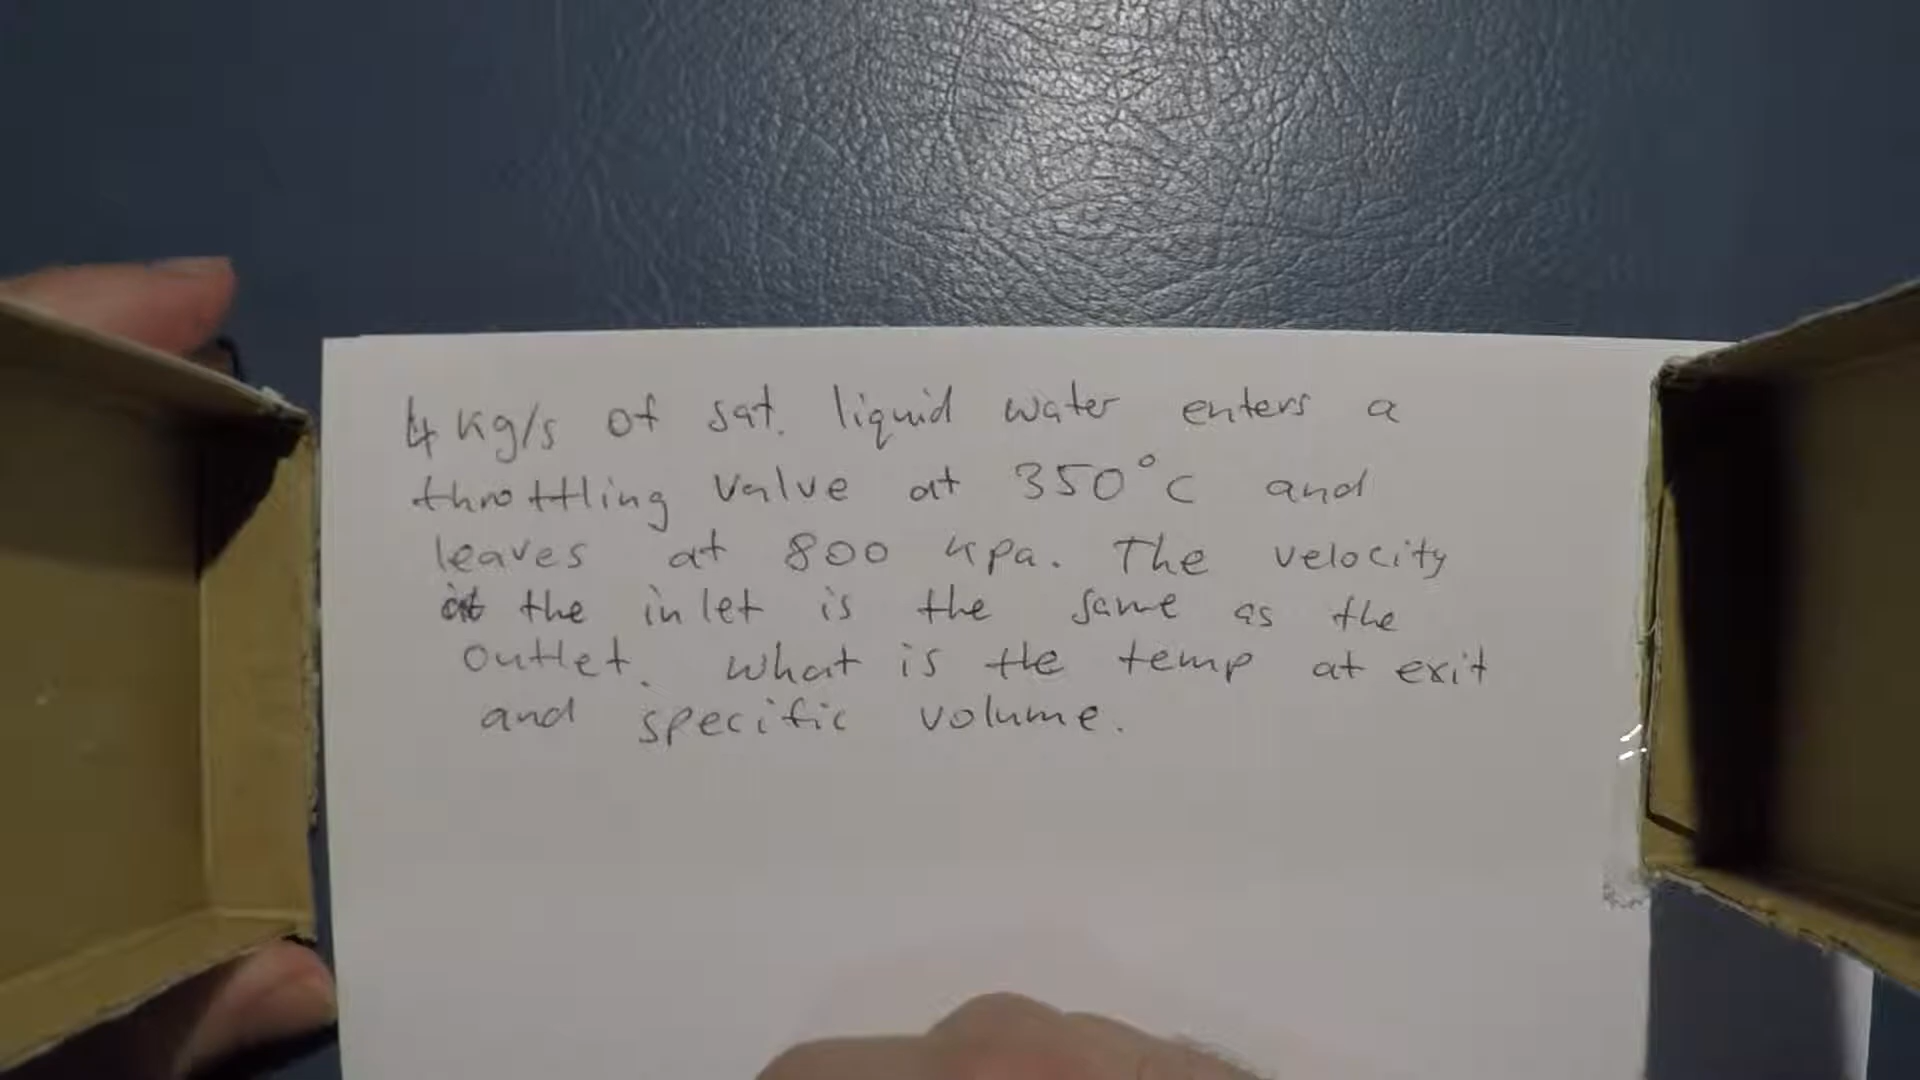 4 kg/s of sat. liquid water enters a
throttling valve at 350°C and
leaves at 800 kpa. The velocity
at the inlet is the same as the
outlet. What is the temp at exit
and specific volume.